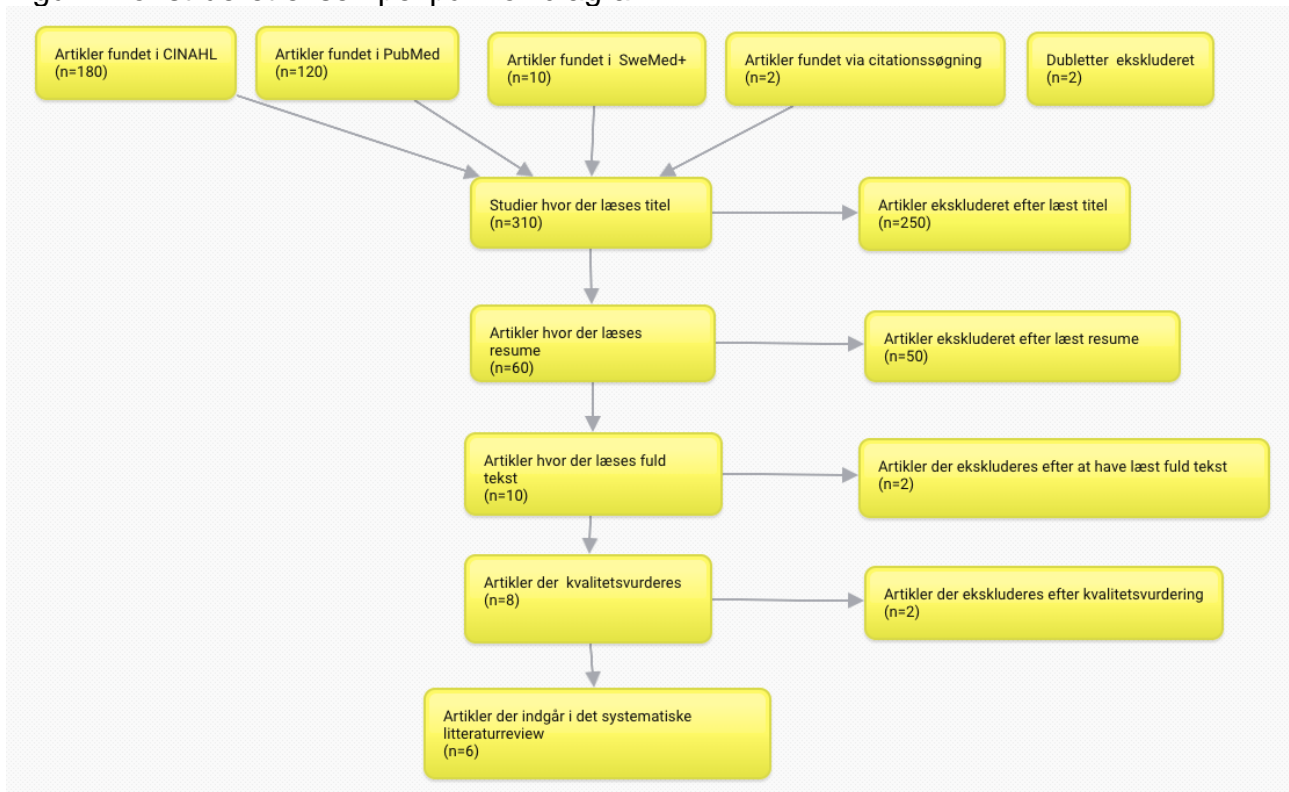 Artikler fundet i CINAHL
(n=180)
Artikler fundet i PubMed
(n=120)
Artikler fundet i SweMed+
(n=10)
Artikler fundet via citationssøgning
(n=2)
Dubletter ekskluderet
(n=2)
Studier hvor der læses titel
(n=310)
Artikler ekskluderet efter læst titel
(n=250)
Artikler hvor der læses
resume
(n=60)
Artikler ekskluderet efter læst resume
(n=50)
Artikler hvor der læses fuld
tekst
(n=10)
Artikler der ekskluderes efter at have læst fuld tekst
(n=2)
Artikler der kvalitetsvurderes
(n=8)
Artikler der ekskluderes efter kvalitetsvurdering
(n=2)
Artikler der indgår i det systematiske
litteraturreview
(n=6)